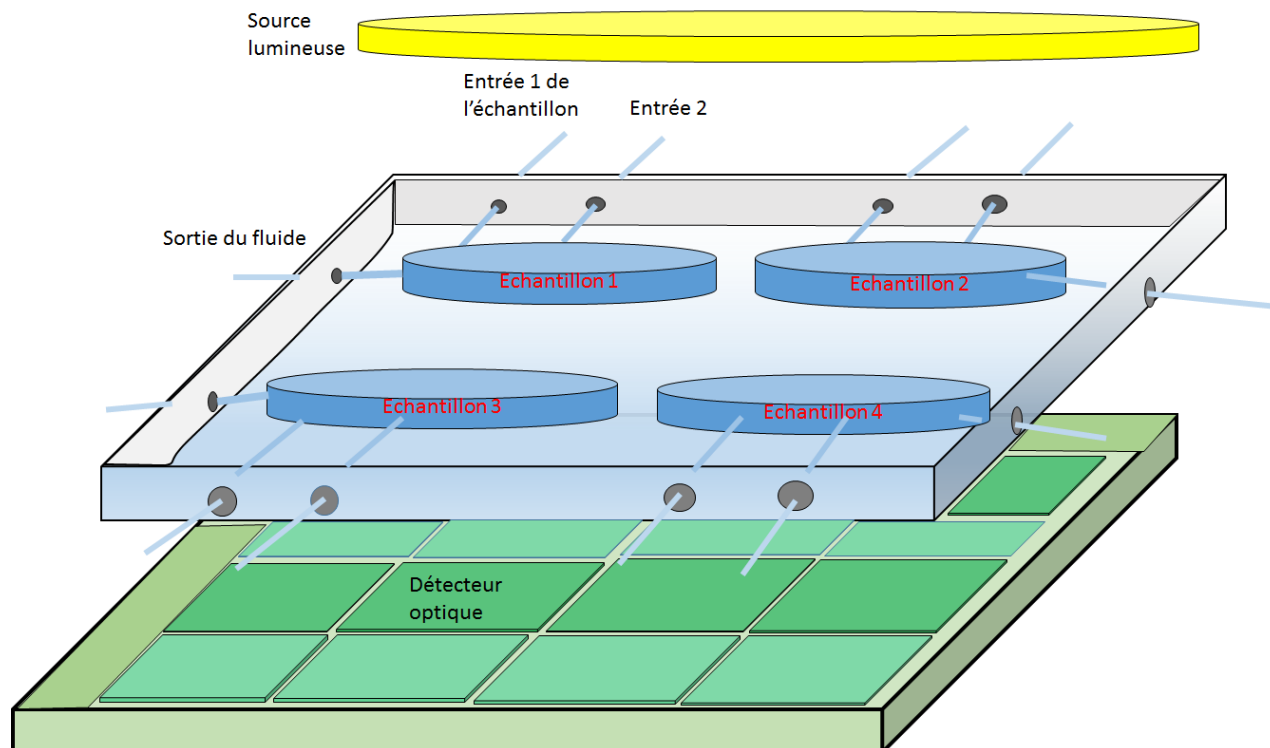 Source
lumineuse
Entrée 1 de
l’échantillon
Entrée 2
Sortie du fluide
Echantillon 1
Echantillon 2
Echantillon 3
Echantillon 4
Détecteur
optique